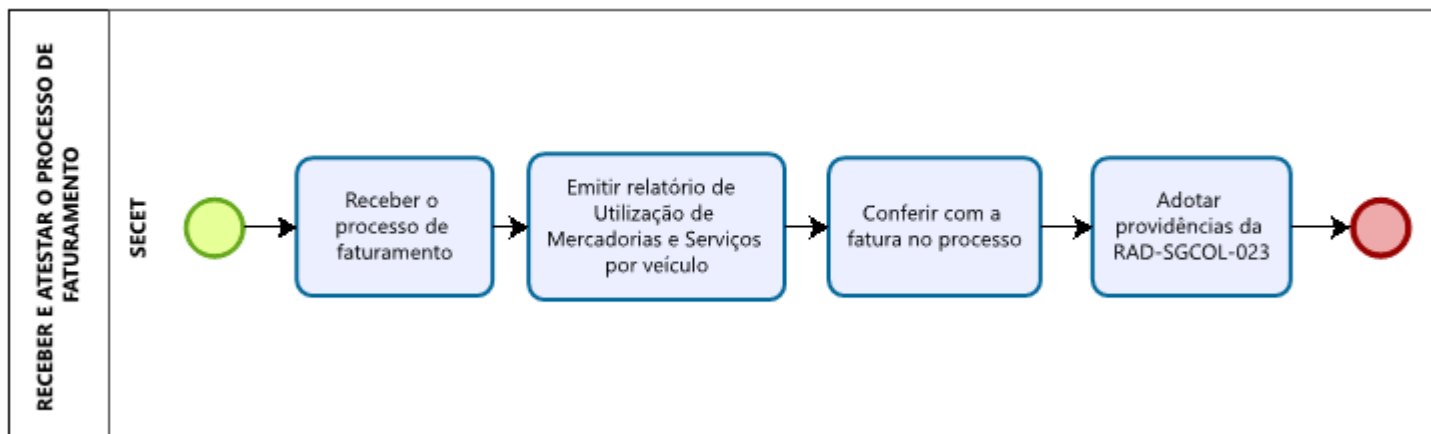 RECEBER E ATESTAR O PROCESSO DE
FATURAMENTO
SECET
Receber o
processo de
faturamento
Emitir relatório de
Utilização de
Mercadorias e Serviços
por veículo
Conferir com a
fatura no processo
Adotar
providências da
RAD-SGCOL-023